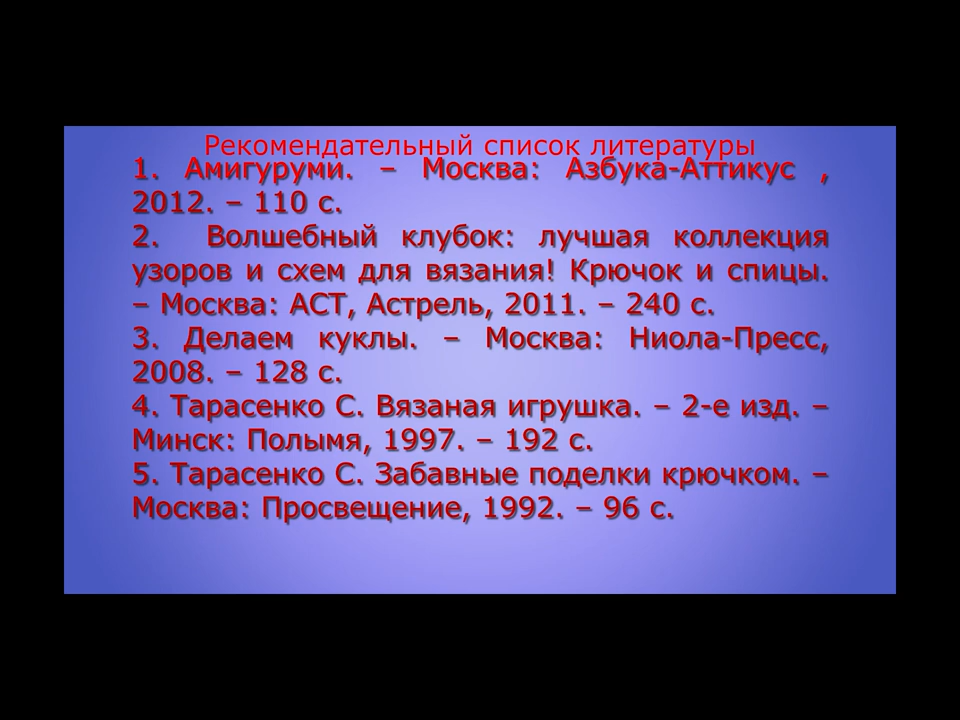 Рекомендательный список литературы
1. Амигуруми. – Москва: Азбука-Аттикус ,
2012. – 110 с.
2. Волшебный клубок: лучшая коллекция
узоров и схем для вязания! Крючок и спицы.
– Москва: АСТ, Астрель, 2011. – 240 с.
3. Делаем куклы. – Москва: Ниола-Пресс,
2008. – 128 с.
4. Тарасенко С. Вязаная игрушка. – 2-е изд. –
Минск: Полымя, 1997. – 192 с.
5. Тарасенко С. Забавные поделки крючком. –
Москва: Просвещение, 1992. – 96 с.